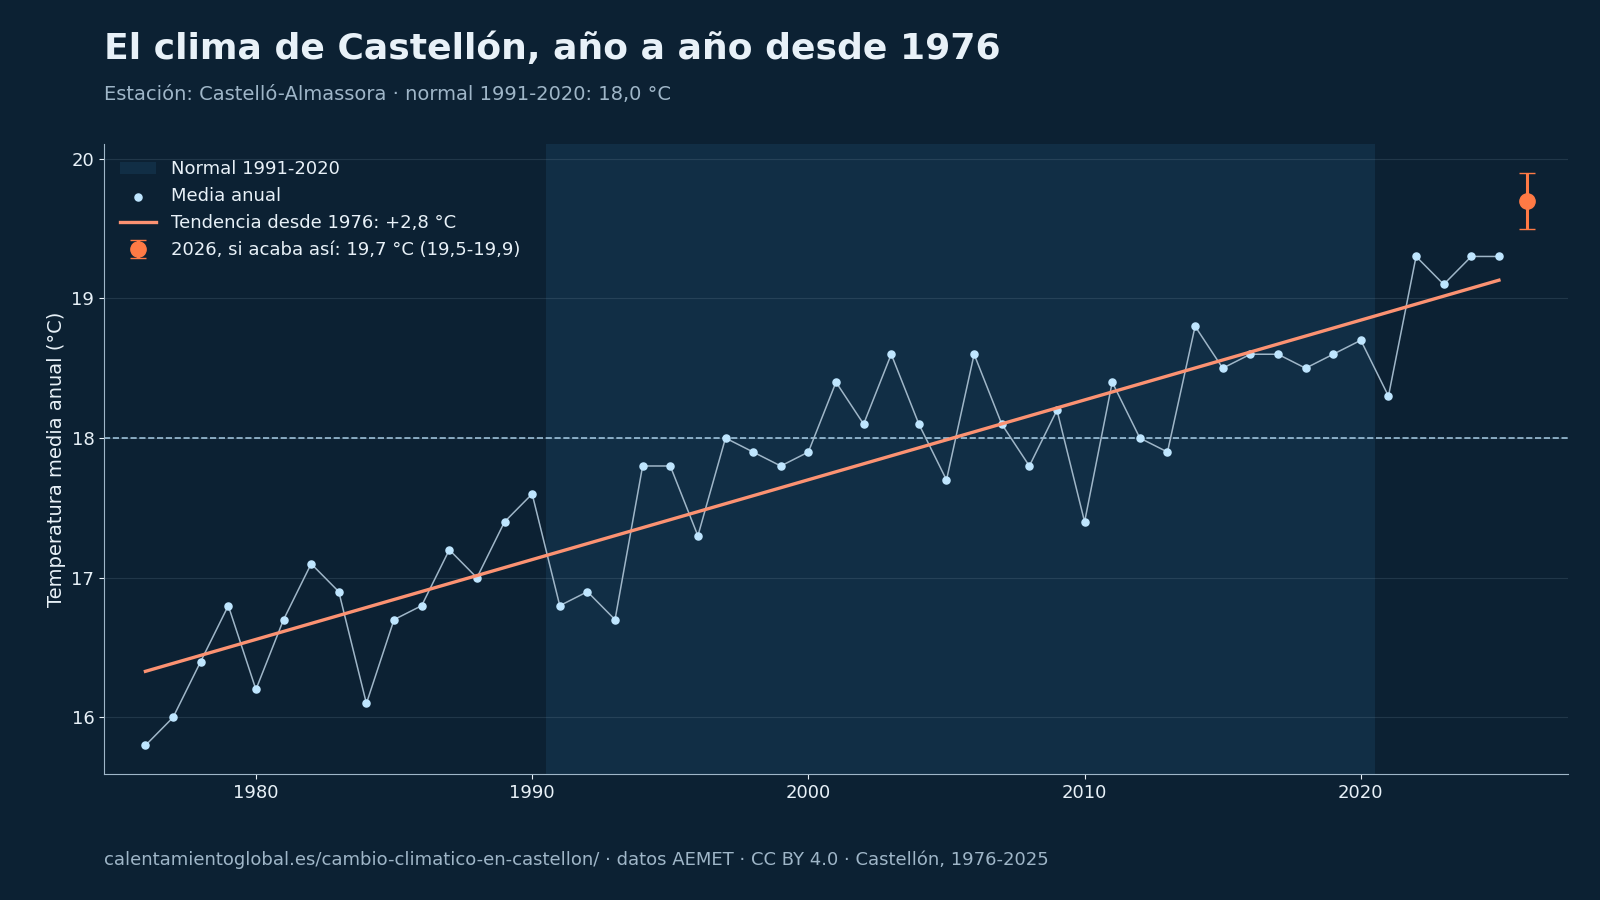 El clima de Castellón, año a año desde 1976
Estación: Castelló-Almassora · normal 1991-2020: 18,0 °C
Normal 1991-2020
Media anual
Tendencia desde 1976: +2,8 °C
2026, si acaba así: 19,7 °C (19,5-19,9)
Temperatura media anual (°C)
20
19
18
17
16
1980 1990 2000 2010 2020
calentamientoglobal.es/cambio-climatico-en-castellon/ · datos AEMET · CC BY 4.0 · Castellón, 1976-2025